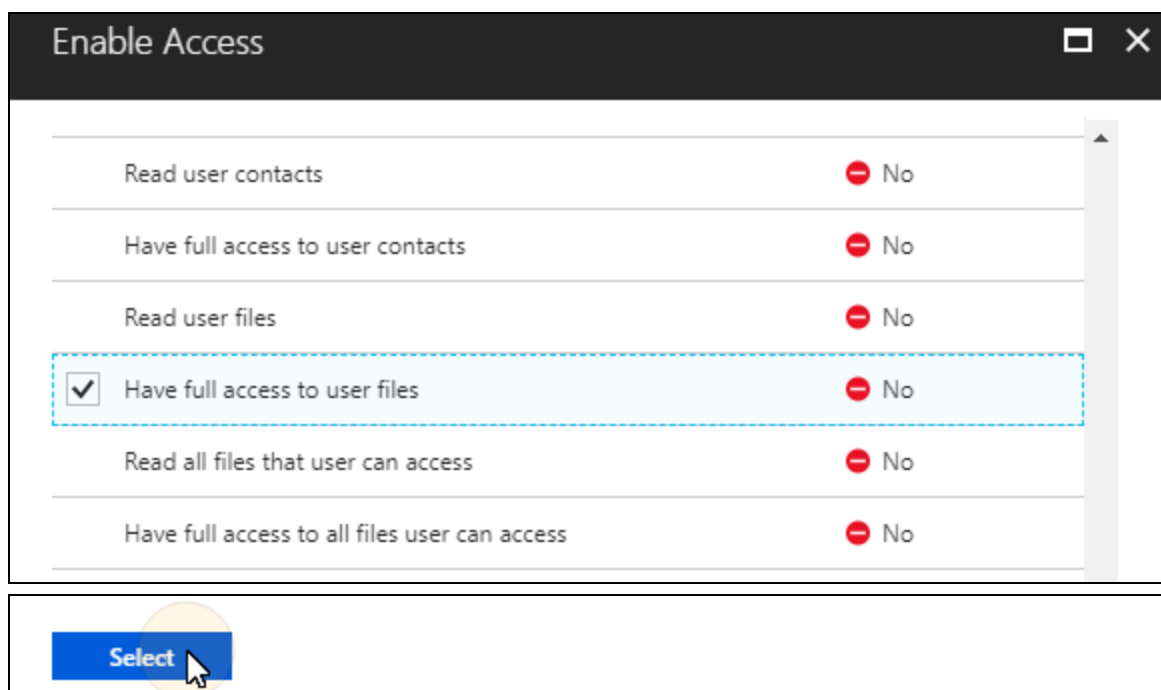 Enable Access
Read user contacts No
Have full access to user contacts No
Read user files No
Have full access to user files No
Read all files that user can access No
Have full access to all files user can access No
Select